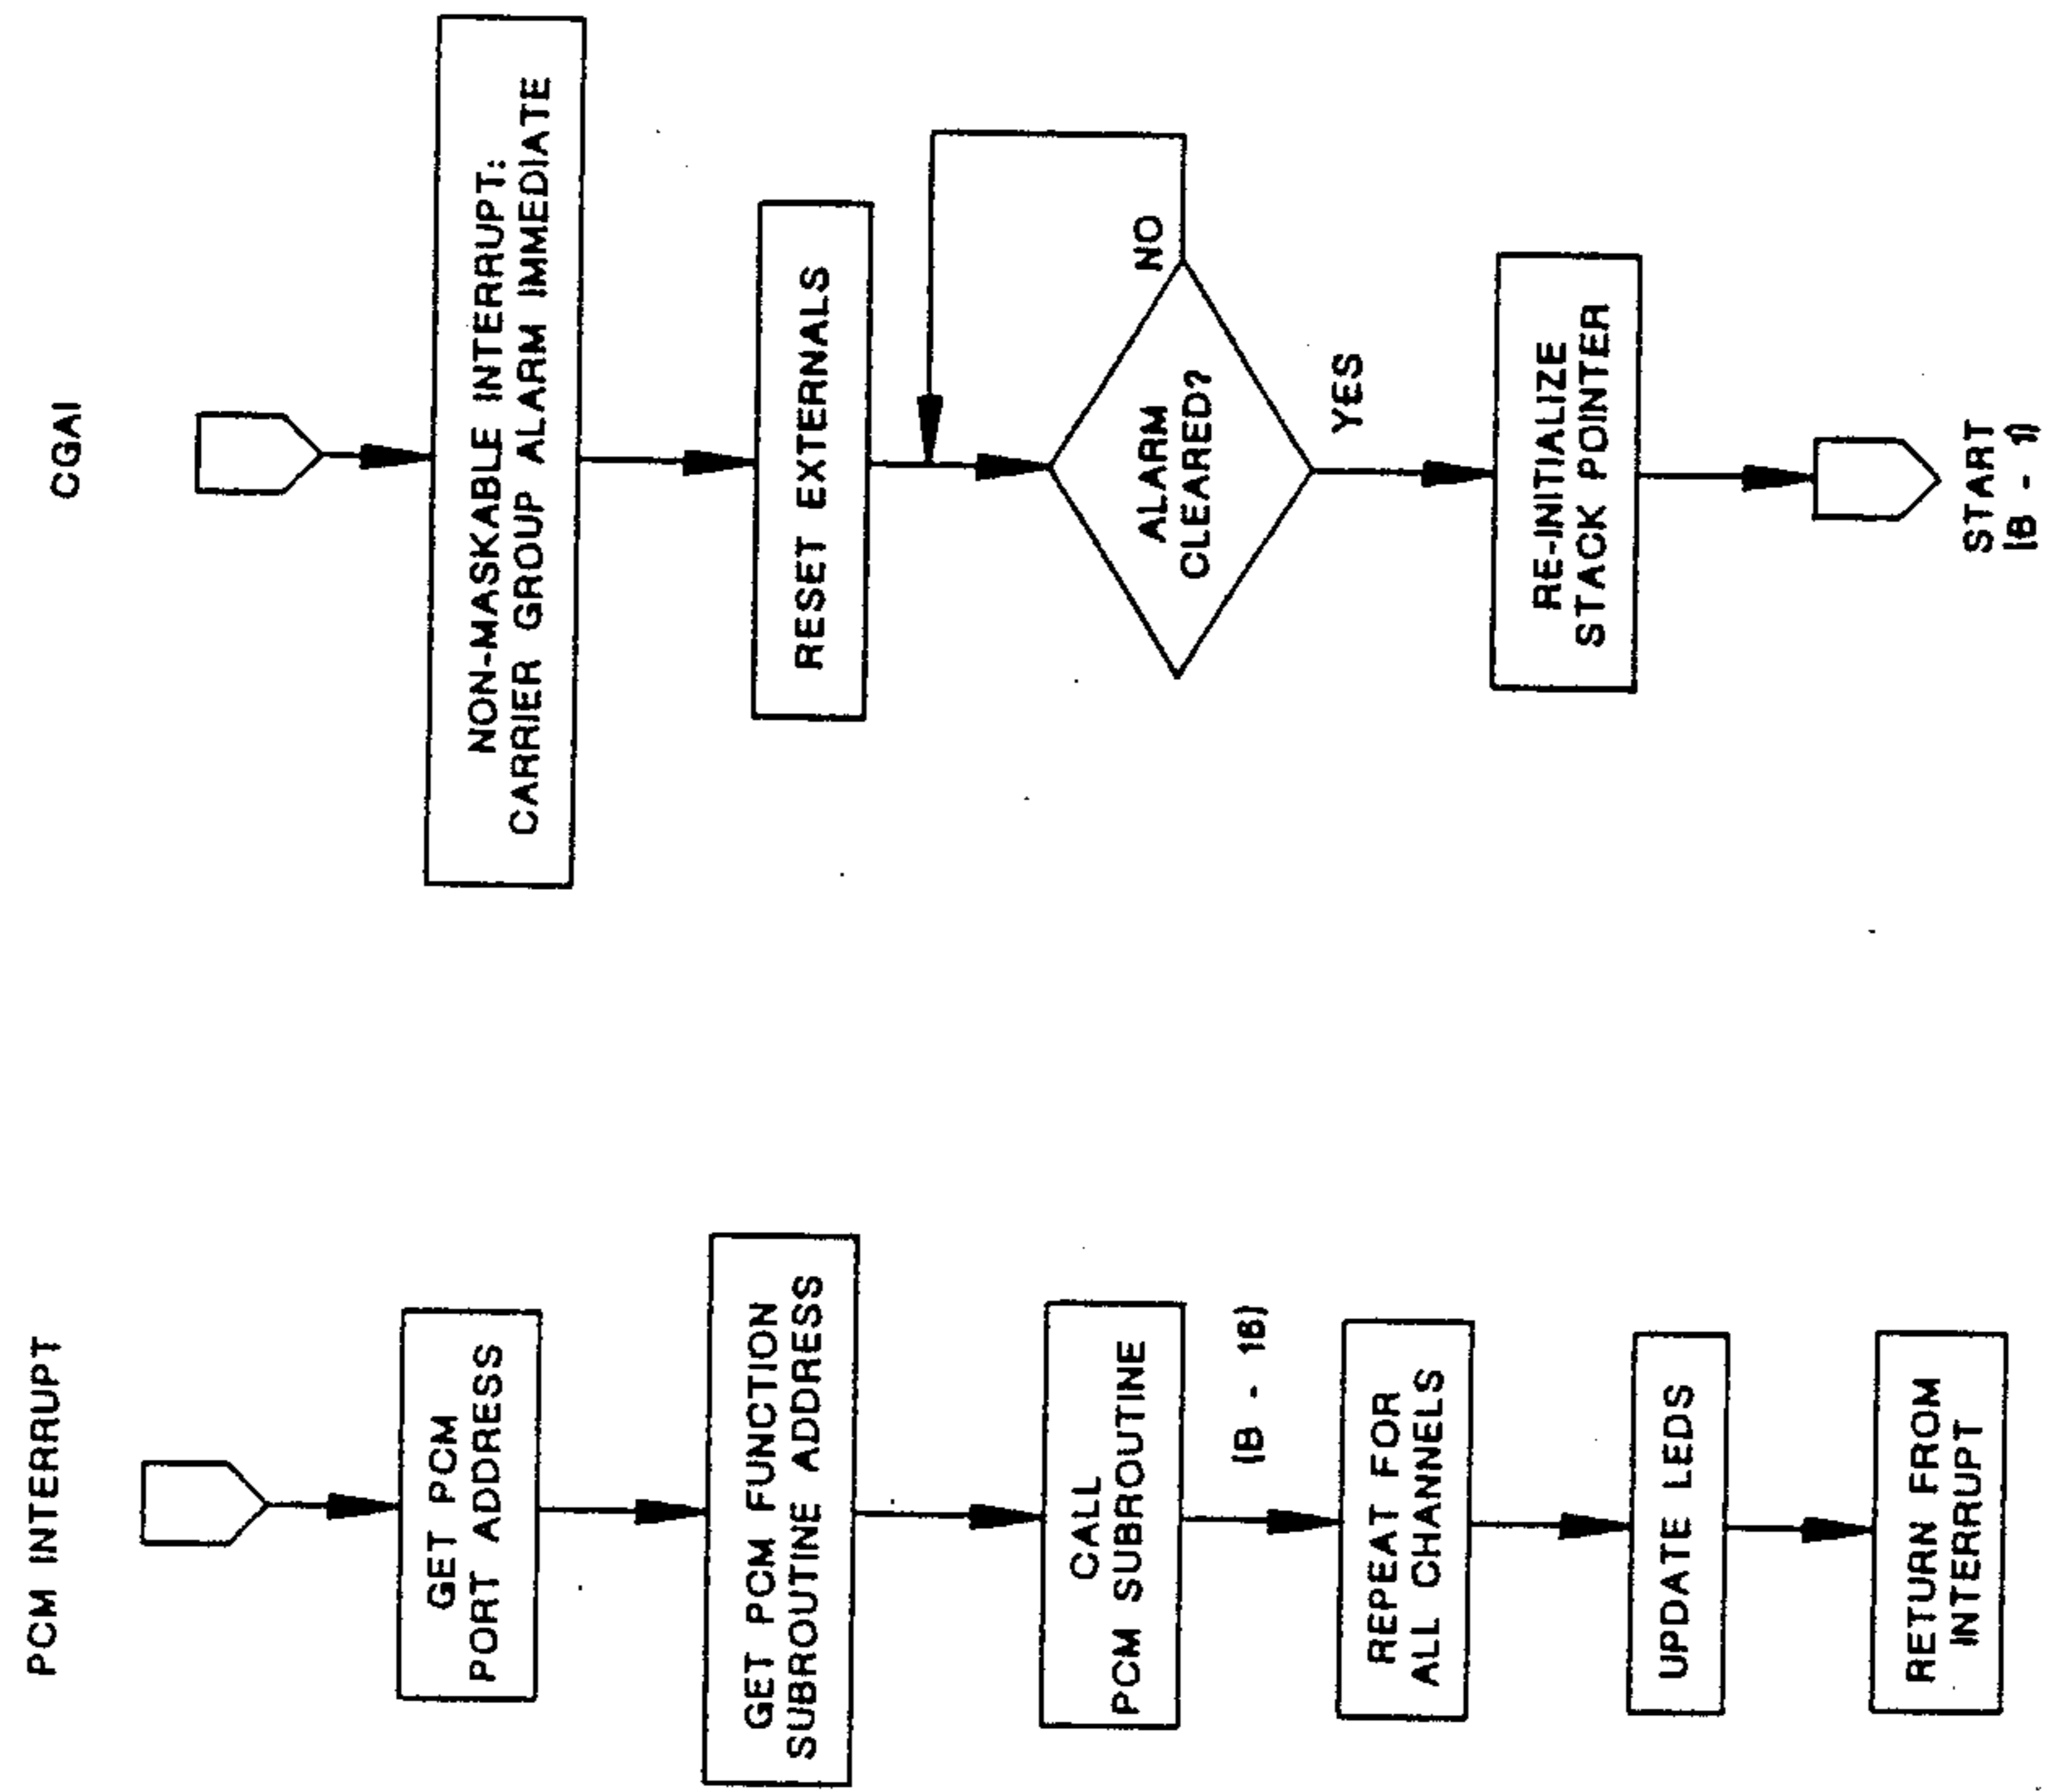 PCM INTERRUPT
GET PCM
PORT ADDRESS
GET PCM FUNCTION
SUBROUTINE ADDRESS
CALL
PCM SUBROUTINE
(B - 18)
REPEAT FOR
ALL CHANNELS
UPDATE LEDS
RETURN FROM
INTERRUPT
CGAI
NON-MASKABLE INTERRUPT:
CARRIER GROUP ALARM IMMEDIATE
RESET EXTERNALS
ALARM
CLEARED?
NO
YES
RE-INITIALIZE
STACK POINTER
START
(B - 1)